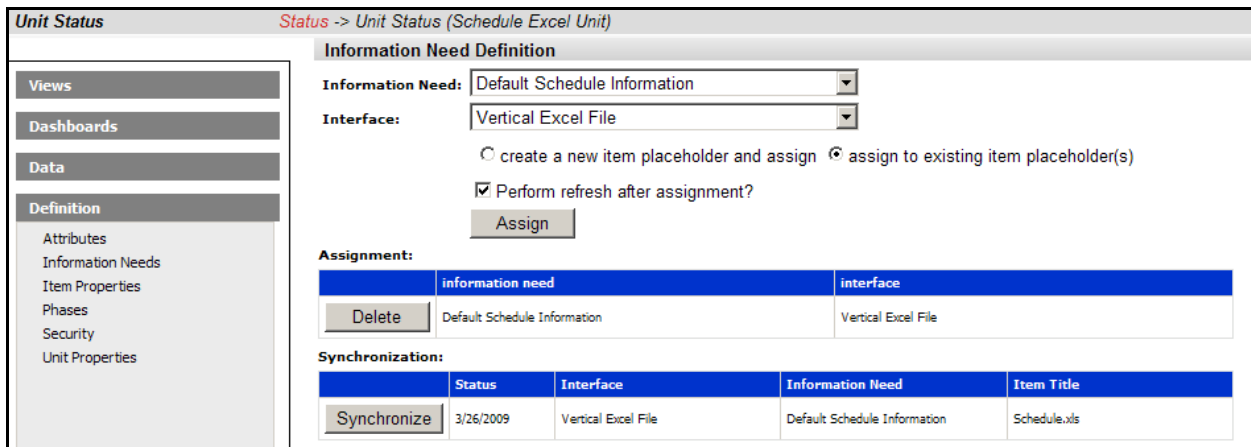 Unit Status Status -> Unit Status (Schedule Excel Unit)
Information Need Definition
Views
Dashboards
Data
Definition
Attributes
Information Needs
Item Properties
Phases
Security
Unit Properties
Information Need: Default Schedule Information
Interface: Vertical Excel File
create a new item placeholder and assign assign to existing item placeholder(s)
Perform refresh after assignment?
Assign
Assignment:
information need interface
Delete Default Schedule Information Vertical Excel File
Synchronization:
Status Interface Information Need Item Title
Synchronize 3/26/2009 Vertical Excel File Default Schedule Information Schedule.xls